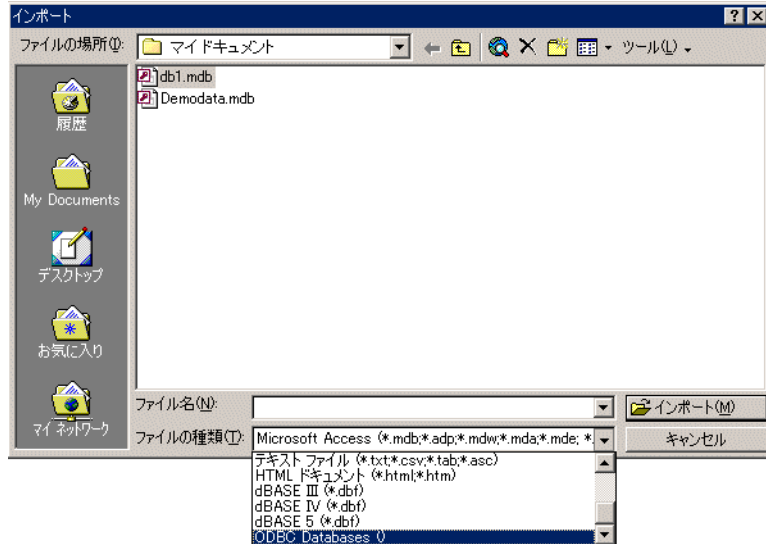 インポート
ファイルの場所(I):
マイ ドキュメント
ツール(L)
db1.mdb
Demodata.mdb
履歴
My Documents
デスクトップ
お気に入り
マイ ネットワーク
ファイル名(N):
インポート(M)
ファイルの種類(T):
Microsoft Access (*.mdb;*.adp;*.mdw;*.mda;*.mde; *.
キャンセル
テキスト ファイル (*.txt;*.csv;*.tab;*.asc)
HTML ドキュメント (*.html;*.htm)
dBASE III (*.dbf)
dBASE IV (*.dbf)
dBASE 5 (*.dbf)
ODBC Databases ()